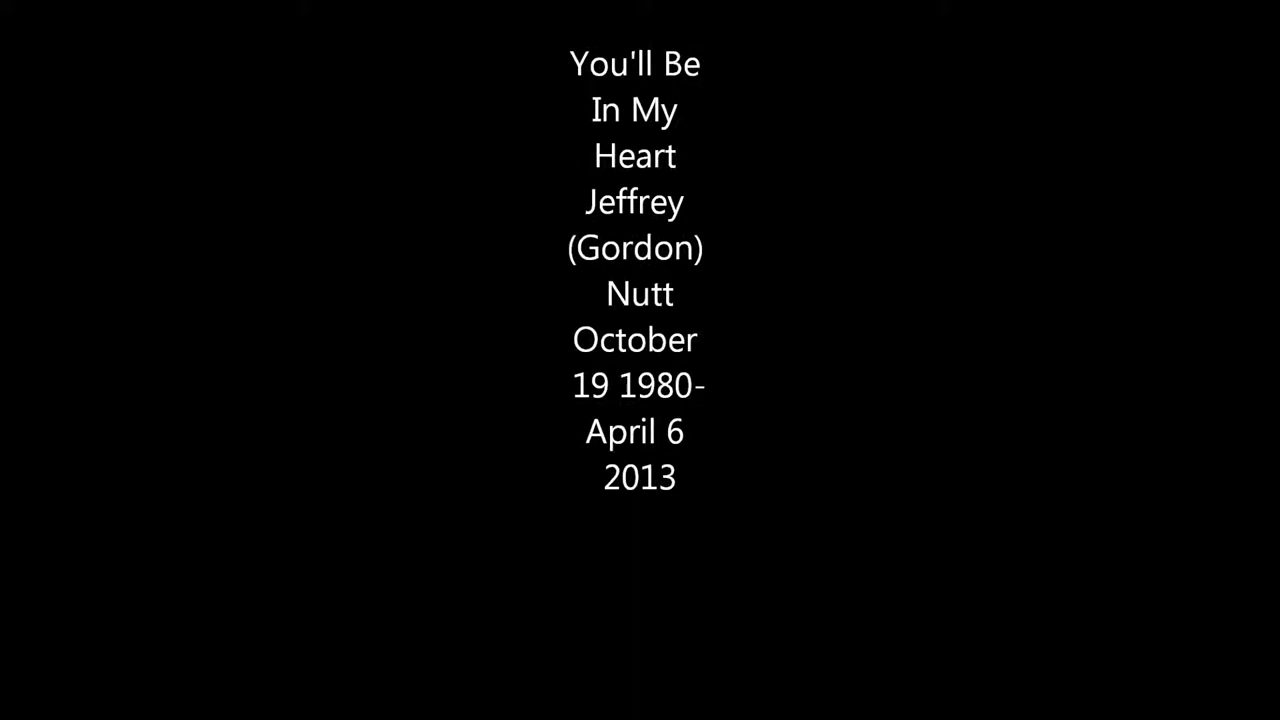 You'll Be
In My
Heart
Jeffrey
(Gordon)
Nutt
October
19 1980-
April 6
2013